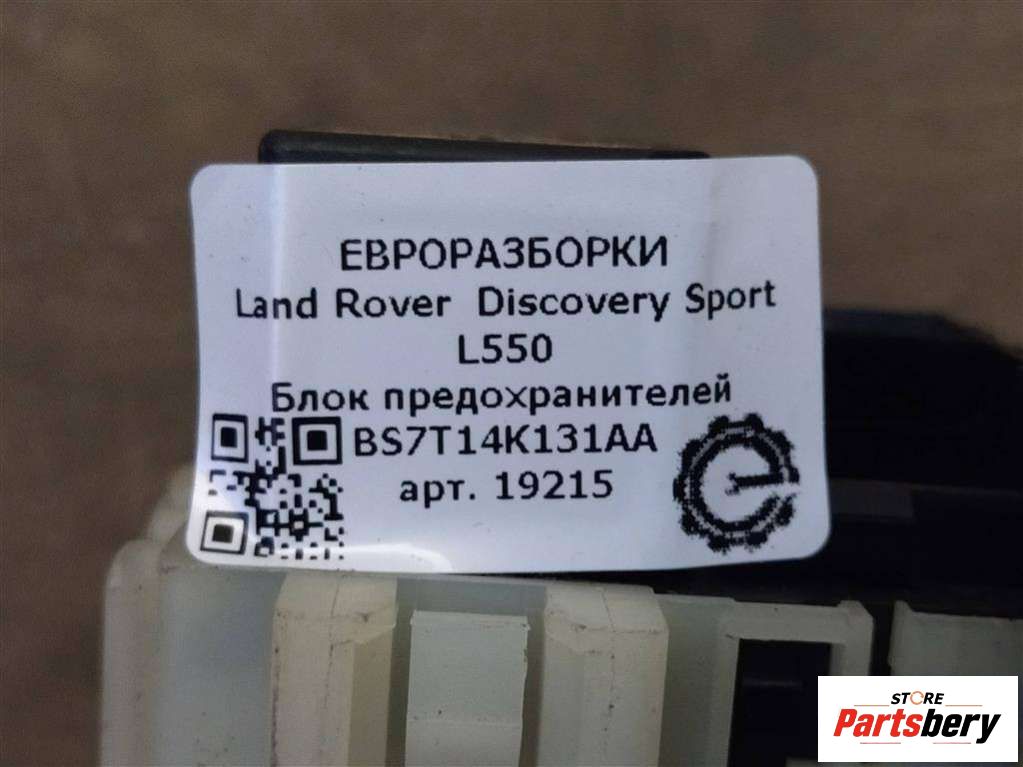 ЕВРОРАЗБОРКИ
Land Rover Discovery Sport
L550
Блок предохранителей
BS7T14K131AA
арт. 19215
STORE
Partsbery